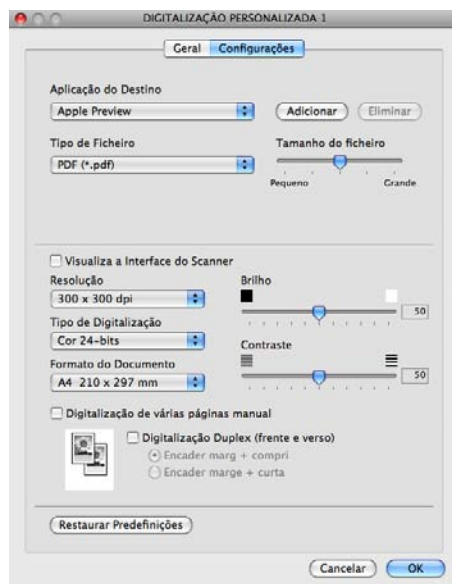 DIGITALIZAÇÃO PERSONALIZADA 1
Geral Configurações
Aplicação do Destino
Apple Preview Adicionar Eliminar
Tipo de Ficheiro Tamanho do ficheiro
PDF (*.pdf)
Pequeno Grande
Visualiza a Interface do Scanner
Resolução Brilho
300 x 300 dpi
50
Tipo de Digitalização
Cor 24-bits
Contraste
Formato do Documento
A4 210 x 297 mm 50
Digitalização de várias páginas manual
Digitalização Duplex (frente e verso)
Encader marg + compri
Encader marge + curta
Restaurar Predefinições
Cancelar OK